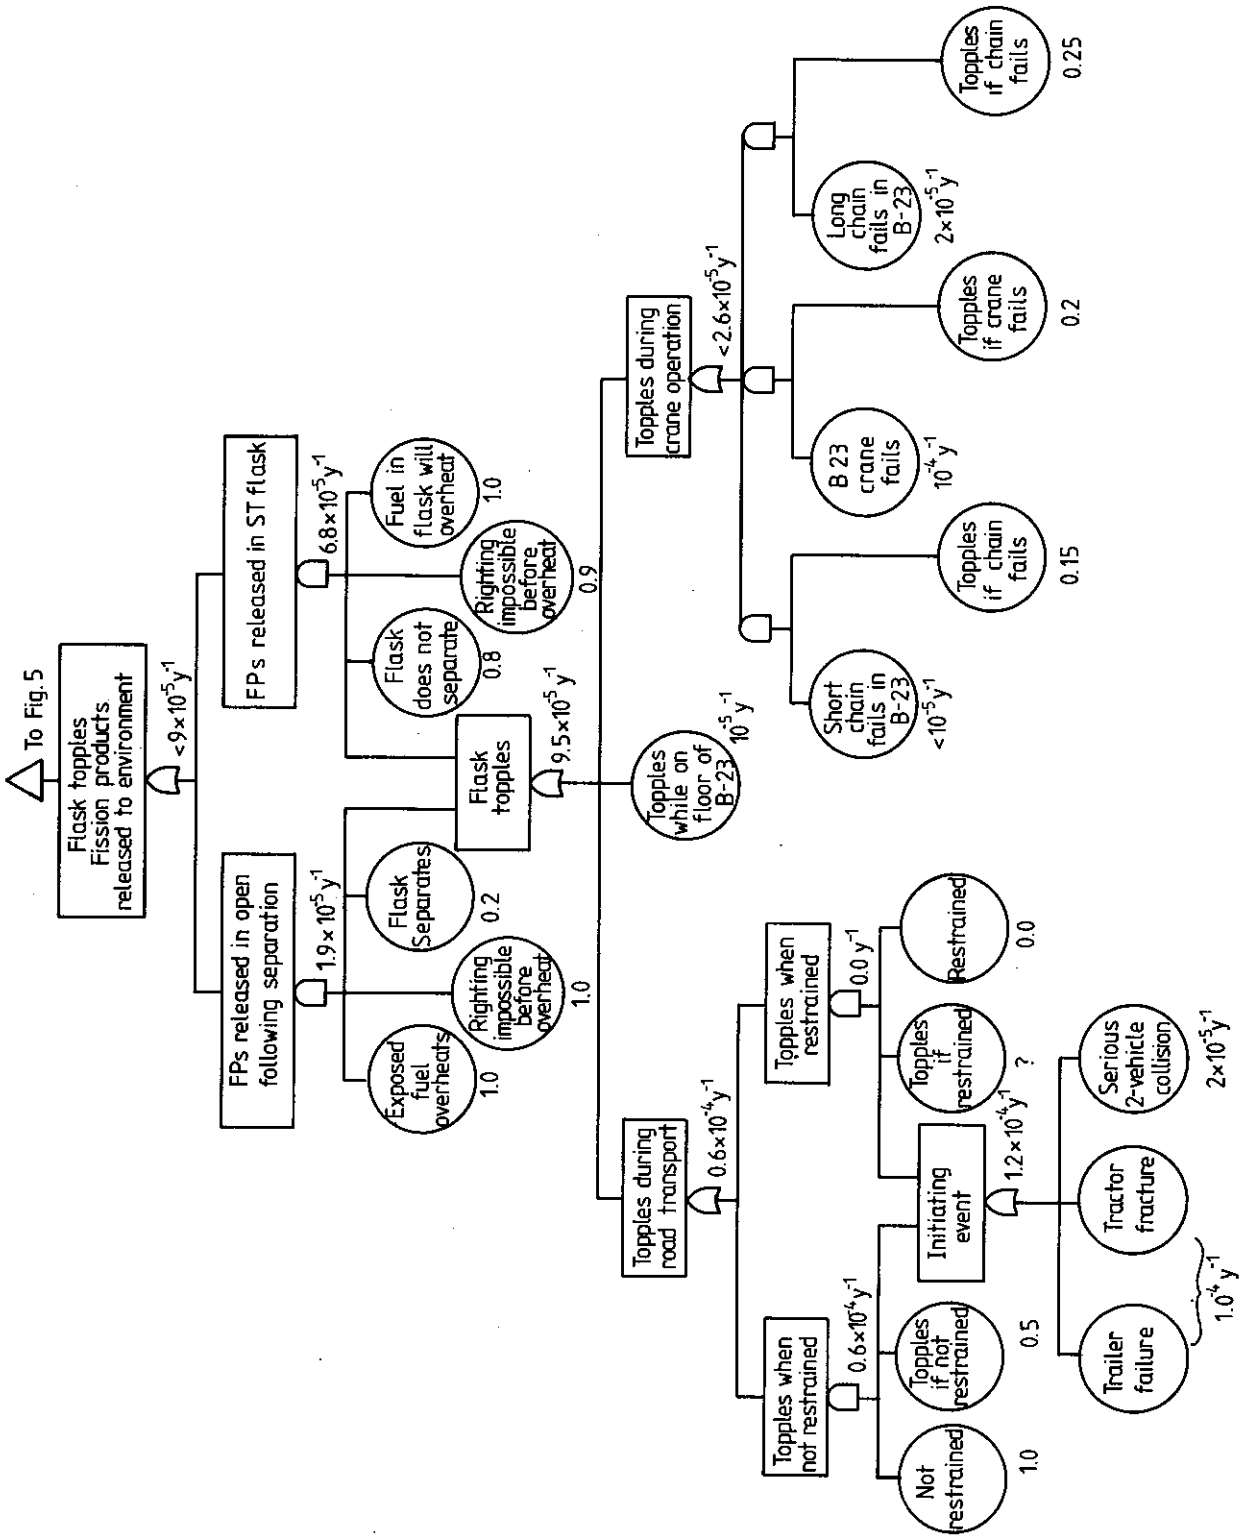 To Fig. 5
Flask topples
Fission products
released to environment
<9×10⁻⁵y⁻¹
FPs released in open
following separation
1.9×10⁻⁵y⁻¹
FPs released in ST flask
6.8×10⁻⁵y⁻¹
Exposed
fuel
overheats
1.0
Righting
impossible
before
overheat
1.0
Flask
Separates
0.2
Flask
topples
9.5×10⁻⁵y⁻¹
Flask
does not
separate
0.8
Righting
impossible
before
overheat
0.9
Fuel in
flask will
overheat
1.0
Topples during
road transport
0.6×10⁻⁴y⁻¹
Topples
while on
floor of
B-23
10⁻⁵y⁻¹
Topples during
crane operation
<2.6×10⁻⁵y⁻¹
Topples when
not restrained
0.6×10⁻⁴y⁻¹
Topples when
restrained
0.0 y⁻¹
Not
restrained
1.0
Topples
if not
restrained
0.5
Initiating
event
1.2×10⁻⁴y⁻¹
Topples
if
restrained
?
Restrained
0.0
Trailer
failure
Tractor
fracture
1.0⁻⁴y⁻¹
Serious
2-vehicle
collision
2×10⁻⁵y⁻¹
Short
chain
fails in
B-23
<10⁻⁵y⁻¹
Topples
if chain
fails
0.15
B 23
crane
fails
10⁻⁴y⁻¹
Topples
if crane
fails
0.2
Long
chain
fails in
B-23
2×10⁻⁵y⁻¹
Topples
if chain
fails
0.25